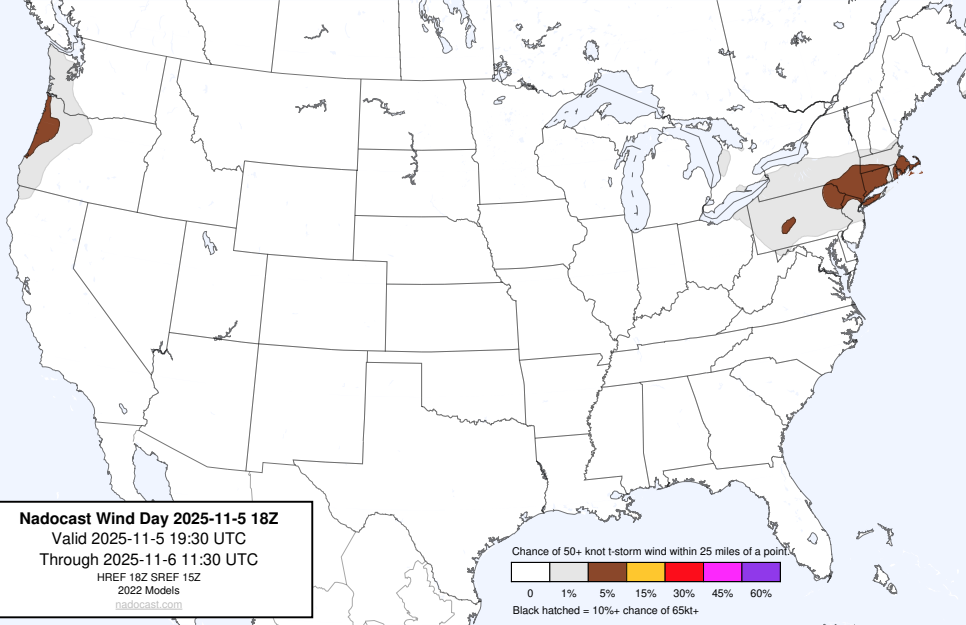 Nadocast Wind Day 2025-11-5 18Z
Valid 2025-11-5 19:30 UTC
Through 2025-11-6 11:30 UTC
HREF 18Z SREF 15Z
2022 Models
nadocast.com
Chance of 50+ knot t-storm wind within 25 miles of a point.
0 1% 5% 15% 30% 45% 60%
Black hatched = 10%+ chance of 65kt+